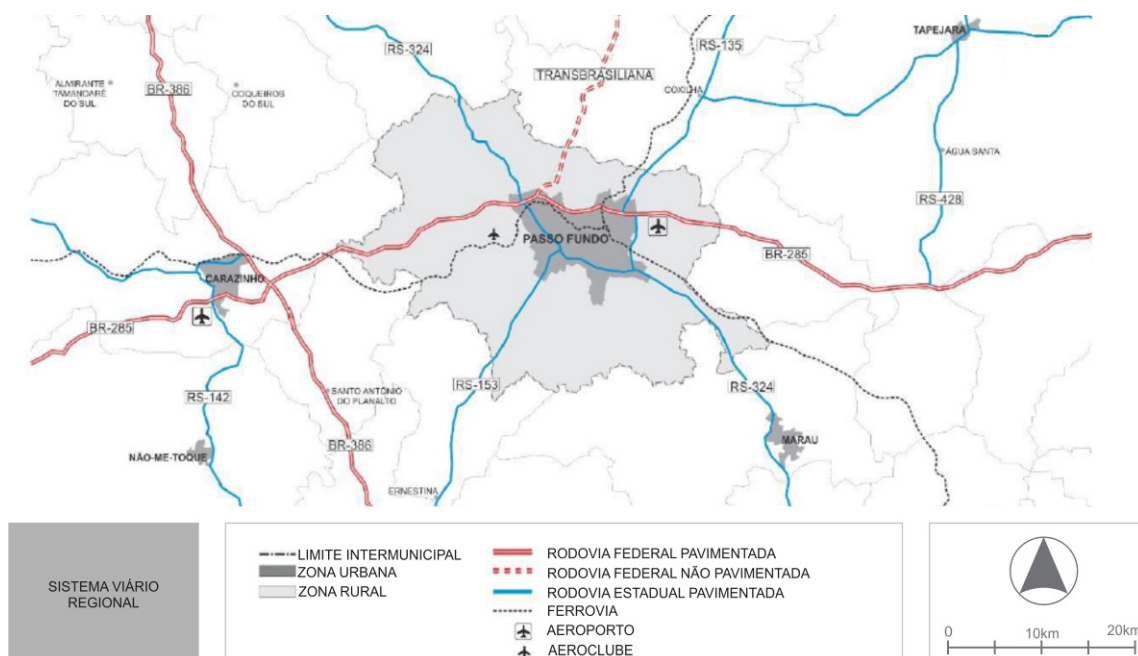 RS-324
RS-135
TAPEJARA
TRANSBRASILIANA
ALMIRANTE
TAMANDARÉ
DO SUL
BR-386
COQUEIROS
DO SUL
COXILHA
ÁGUA SANTA
RS-428
PASSO FUNDO
BR-285
CARAZINHO
BR-285
RS-142
SANTO ANTÔNIO
DO PLANALTO
RS-153
RS-324
BR-386
NÃO-ME-TOQUE
MARAU
ERNESTINA
SISTEMA VIÁRIO
REGIONAL
LIMITE INTERMUNICIPAL
ZONA URBANA
ZONA RURAL
RODOVIA FEDERAL PAVIMENTADA
RODOVIA FEDERAL NÃO PAVIMENTADA
RODOVIA ESTADUAL PAVIMENTADA
FERROVIA
AEROPORTO
AEROCLUBE
0 10km 20km